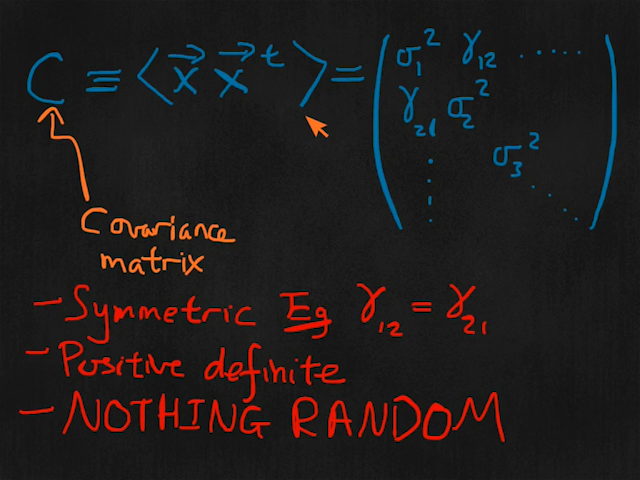 C ≡ ⟨x⃗ x⃗ᵗ⟩ = ( σ₁² γ₁₂ ......
γ₂₁ σ₂²
σ₃²
Covariance
matrix
- Symmetric Eg γ₁₂ = γ₂₁
- Positive definite
- NOTHING RANDOM